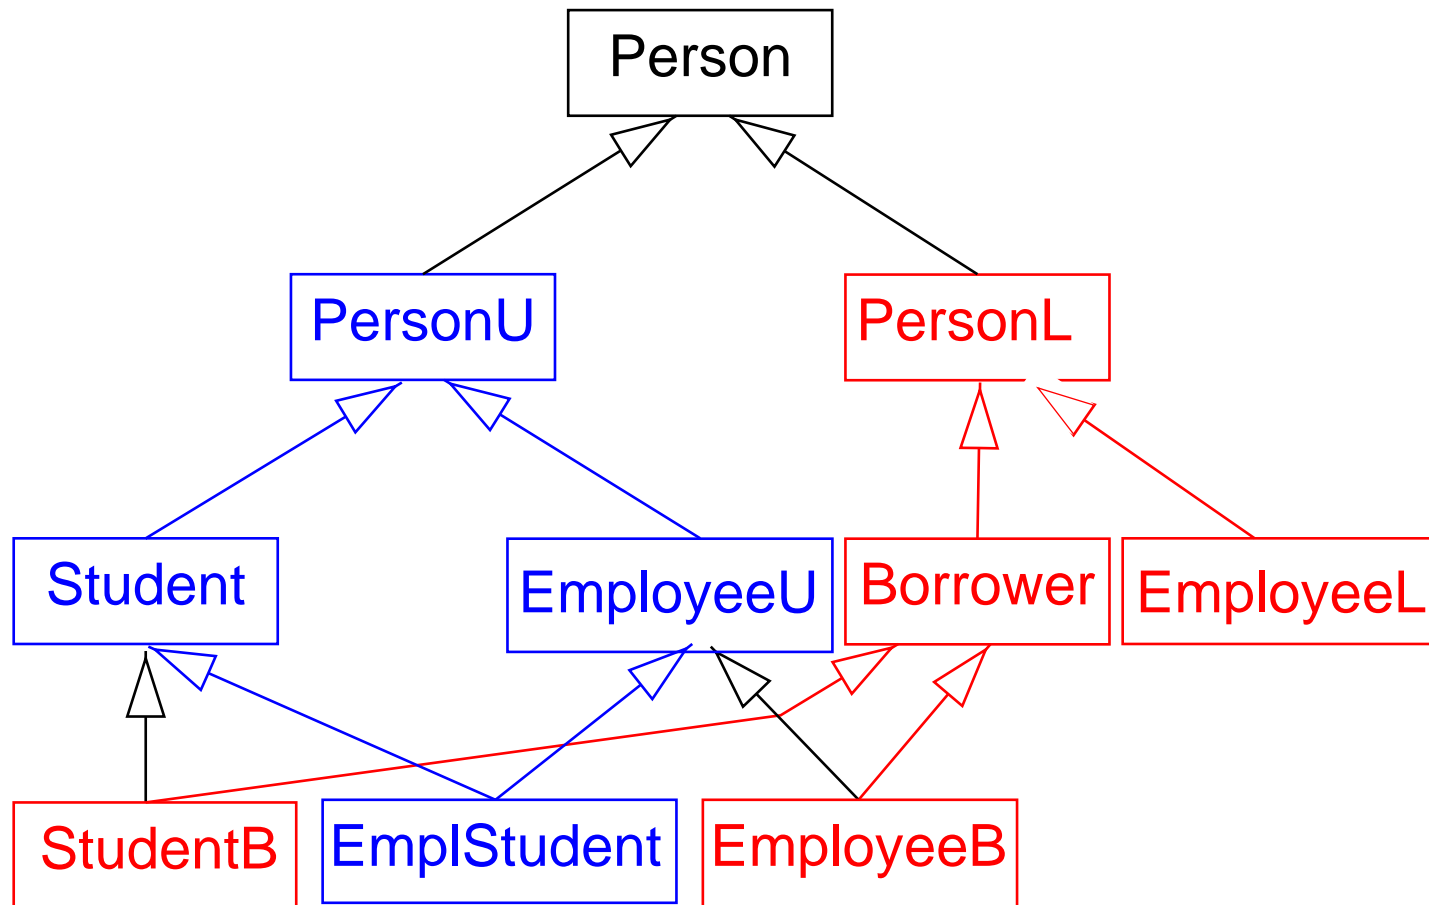 Person
PersonU
PersonL
Student
EmployeeU
Borrower
EmployeeL
StudentB
EmplStudent
EmployeeB